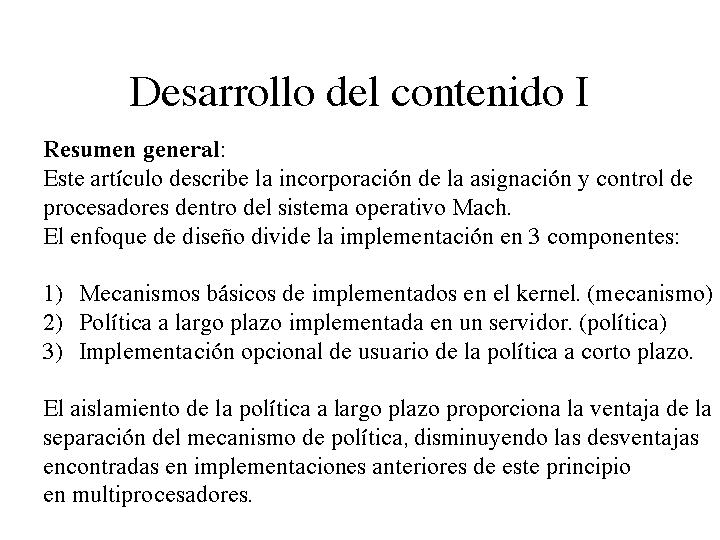 Desarrollo del contenido I
Resumen general:
Este artículo describe la incorporación de la asignación y control de
procesadores dentro del sistema operativo Mach.
El enfoque de diseño divide la implementación en 3 componentes:
1) Mecanismos básicos de implementados en el kernel. (mecanismo)
2) Política a largo plazo implementada en un servidor. (política)
3) Implementación opcional de usuario de la política a corto plazo.
El aislamiento de la política a largo plazo proporciona la ventaja de la
separación del mecanismo de política, disminuyendo las desventajas
encontradas en implementaciones anteriores de este principio
en multiprocesadores.